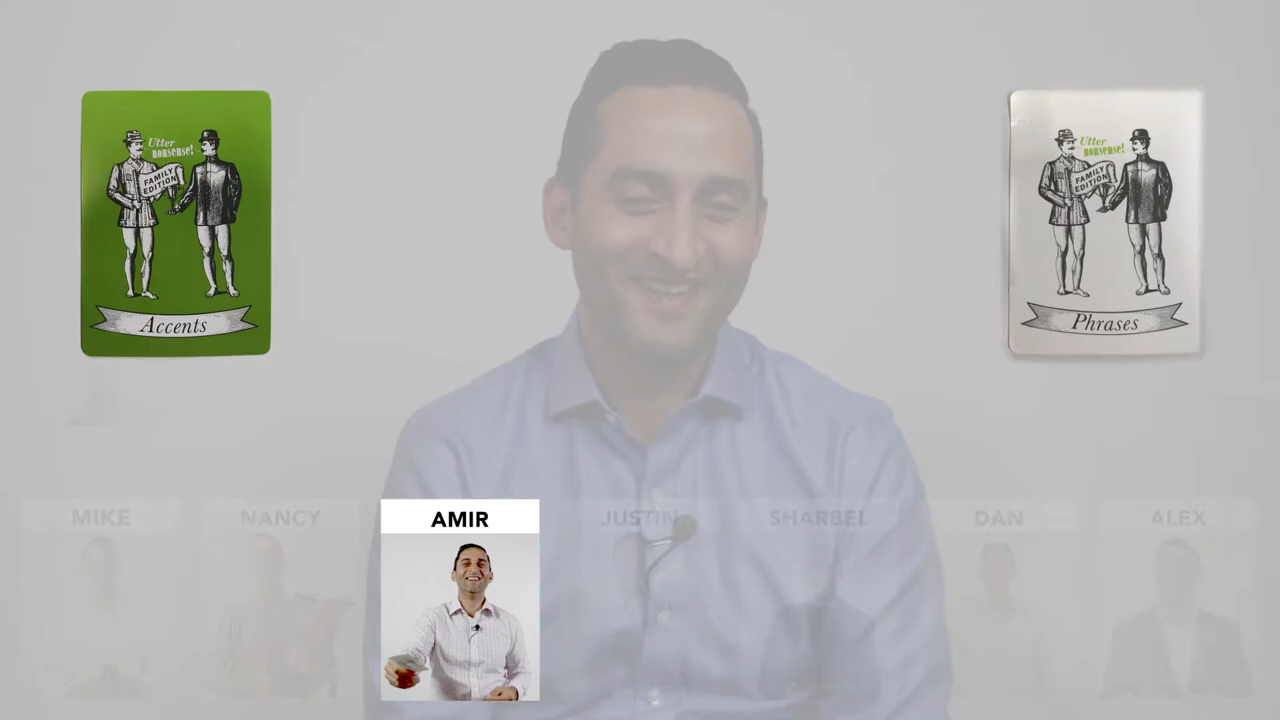 Utter
nonsense!
FAMILY
EDITION
Accents
Utter
nonsense!
FAMILY
EDITION
Phrases
MIKE
NANCY
AMIR
JUSTIN
SHARBEL
DAN
ALEX